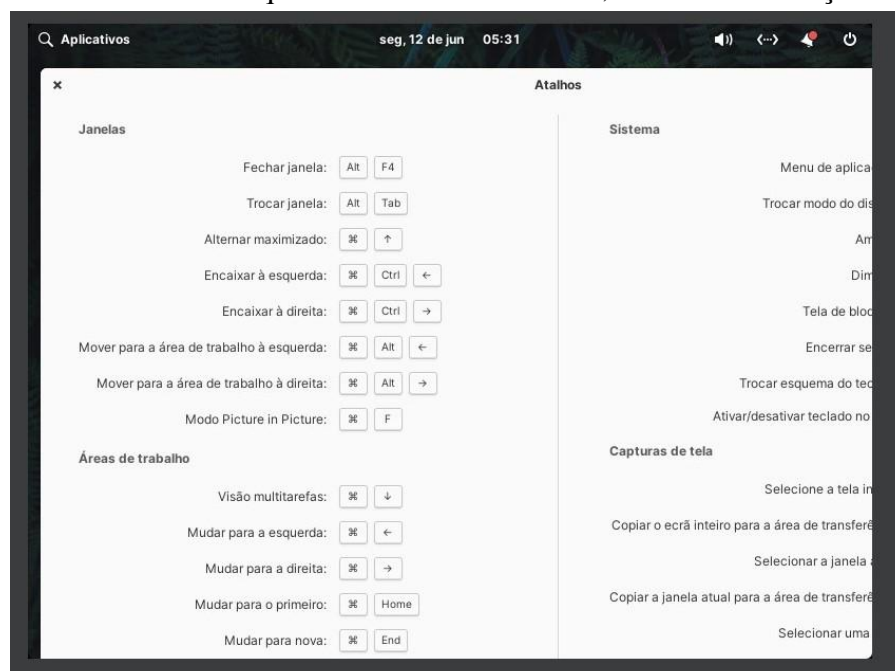 Aplicativos seg, 12 de jun 05:31
Atalhos
Janelas
Fechar janela: Alt F4
Trocar janela: Alt Tab
Alternar maximizado: ⌘ ↑
Encaixar à esquerda: ⌘ Ctrl ←
Encaixar à direita: ⌘ Ctrl →
Mover para a área de trabalho à esquerda: ⌘ Alt ←
Mover para a área de trabalho à direita: ⌘ Alt →
Modo Picture in Picture: ⌘ F
Áreas de trabalho
Visão multitarefas: ⌘ ↓
Mudar para a esquerda: ⌘ ←
Mudar para a direita: ⌘ →
Mudar para o primeiro: ⌘ Home
Mudar para nova: ⌘ End
Sistema
Menu de aplica
Trocar modo do dis
Am
Dim
Tela de bloc
Encerrar se
Trocar esquema do tec
Ativar/desativar teclado no
Capturas de tela
Selecione a tela in
Copiar o ecrã inteiro para a área de transferê
Selecionar a janela
Copiar a janela atual para a área de transferê
Selecionar uma